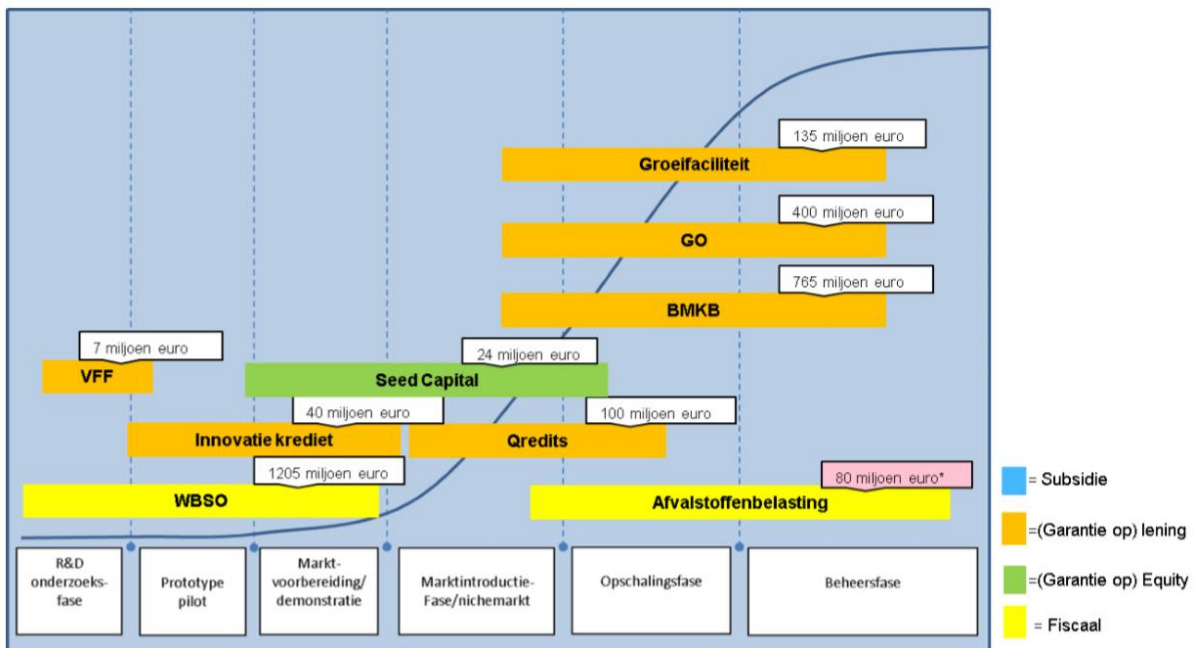 135 miljoen euro
Groeifaciliteit
400 miljoen euro
GO
765 miljoen euro
BMKB
7 miljoen euro
VFF
24 miljoen euro
Seed Capital
40 miljoen euro
Innovatie krediet
100 miljoen euro
Qredits
1205 miljoen euro
WBSO
80 miljoen euro*
Afvalstoffenbelasting
R&D
onderzoeks-
fase
Prototype
pilot
Markt-
voorbereiding/
demonstratie
Marktintroductie-
Fase/nichemarkt
Opschalingsfase
Beheersfase
= Subsidie
=(Garantie op) lening
=(Garantie op) Equity
= Fiscaal